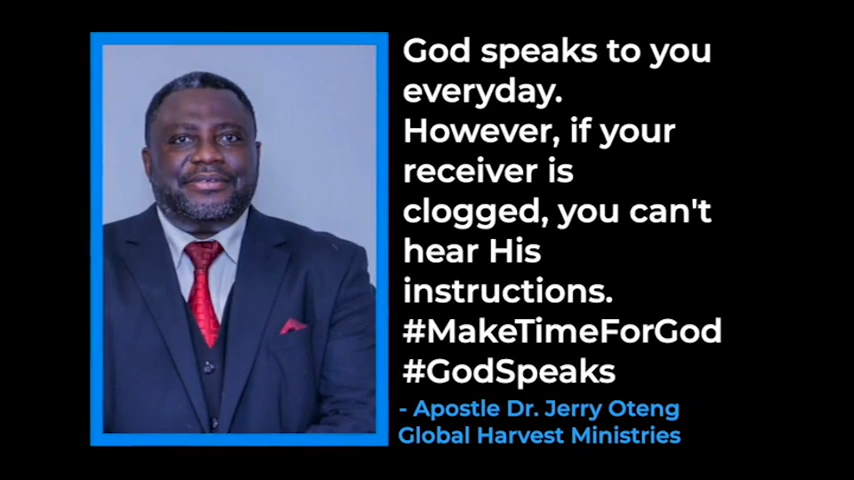 God speaks to you
everyday.
However, if your
receiver is
clogged, you can't
hear His
instructions.
#MakeTimeForGod
#GodSpeaks
- Apostle Dr. Jerry Oteng
Global Harvest Ministries